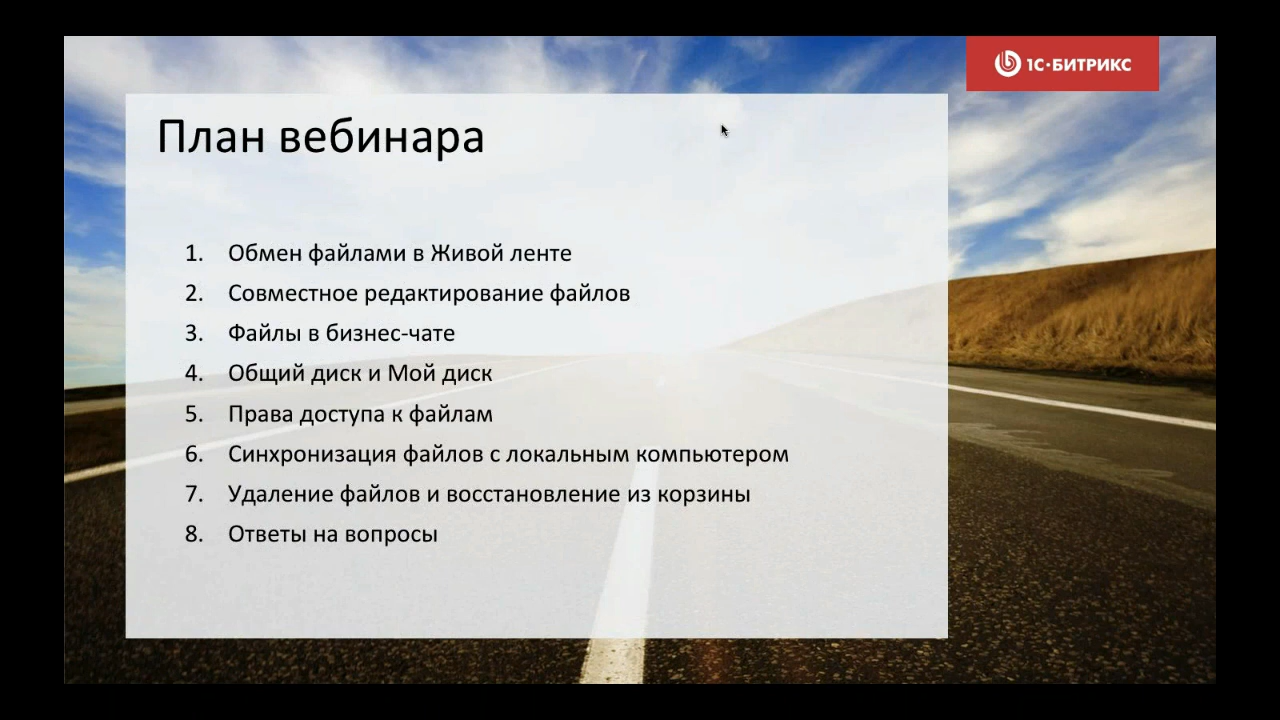 1С·БИТРИКС
План вебинара
1. Обмен файлами в Живой ленте
2. Совместное редактирование файлов
3. Файлы в бизнес-чате
4. Общий диск и Мой диск
5. Права доступа к файлам
6. Синхронизация файлов с локальным компьютером
7. Удаление файлов и восстановление из корзины
8. Ответы на вопросы